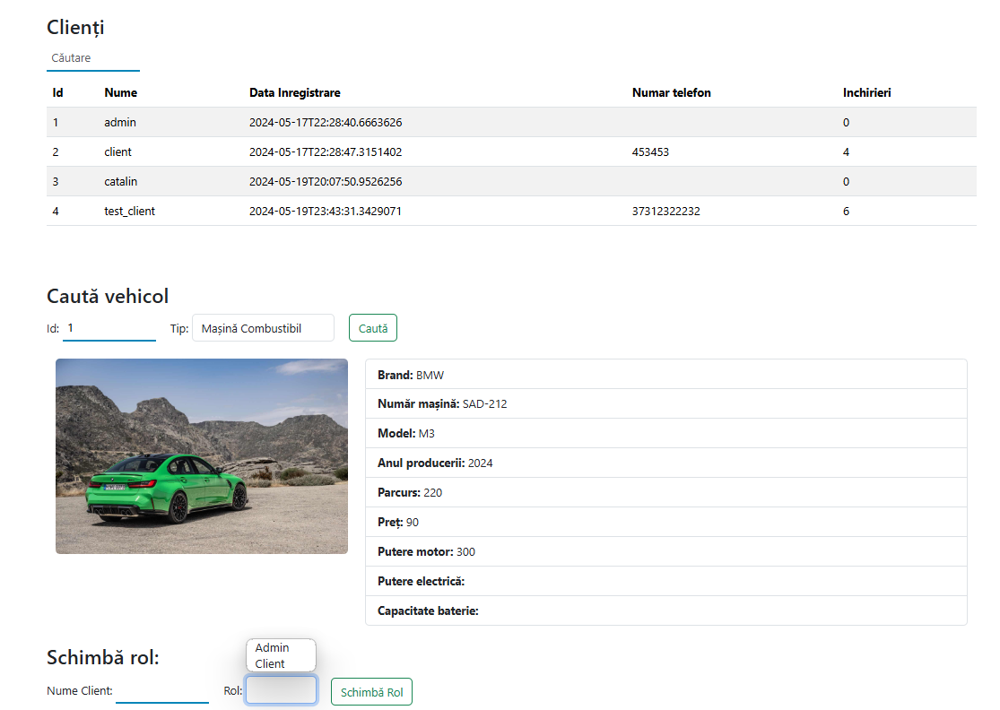 Clienți
Căutare
Id Nume Data Inregistrare Numar telefon Inchirieri
1 admin 2024-05-17T22:28:40.6663626 0
2 client 2024-05-17T22:28:47.3151402 453453 4
3 catalin 2024-05-19T20:07:50.9526256 0
4 test_client 2024-05-19T23:43:31.3429071 37312322232 6
Caută vehicol
Id: 1 Tip: Mașină Combustibil Caută
Brand: BMW
Număr mașină: SAD-212
Model: M3
Anul producerii: 2024
Parcurs: 220
Preț: 90
Putere motor: 300
Putere electrică:
Capacitate baterie:
Schimbă rol:
Admin
Client
Nume Client: Rol: Schimbă Rol